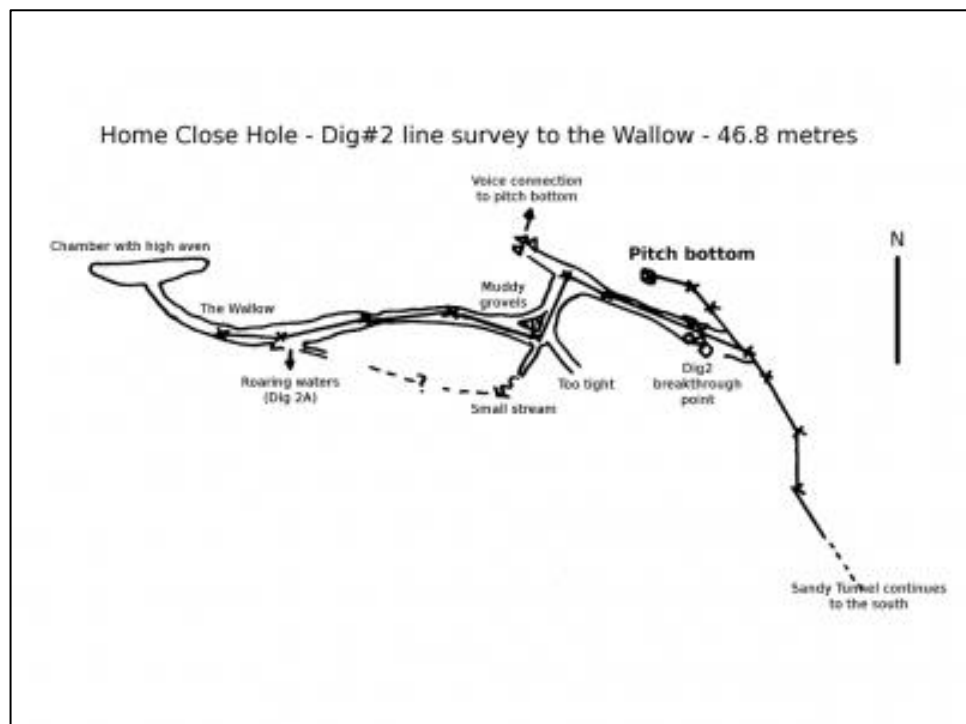 Home Close Hole - Dig#2 line survey to the Wallow - 46.8 metres
Voice connection
to pitch bottom
N
Chamber with high aven
Pitch bottom
Muddy
grovels
The Wallow
Roaring waters
(Dig 2A)
?
Small stream
Too tight
Dig2
breakthrough
point
Sandy Tunnel continues
to the south